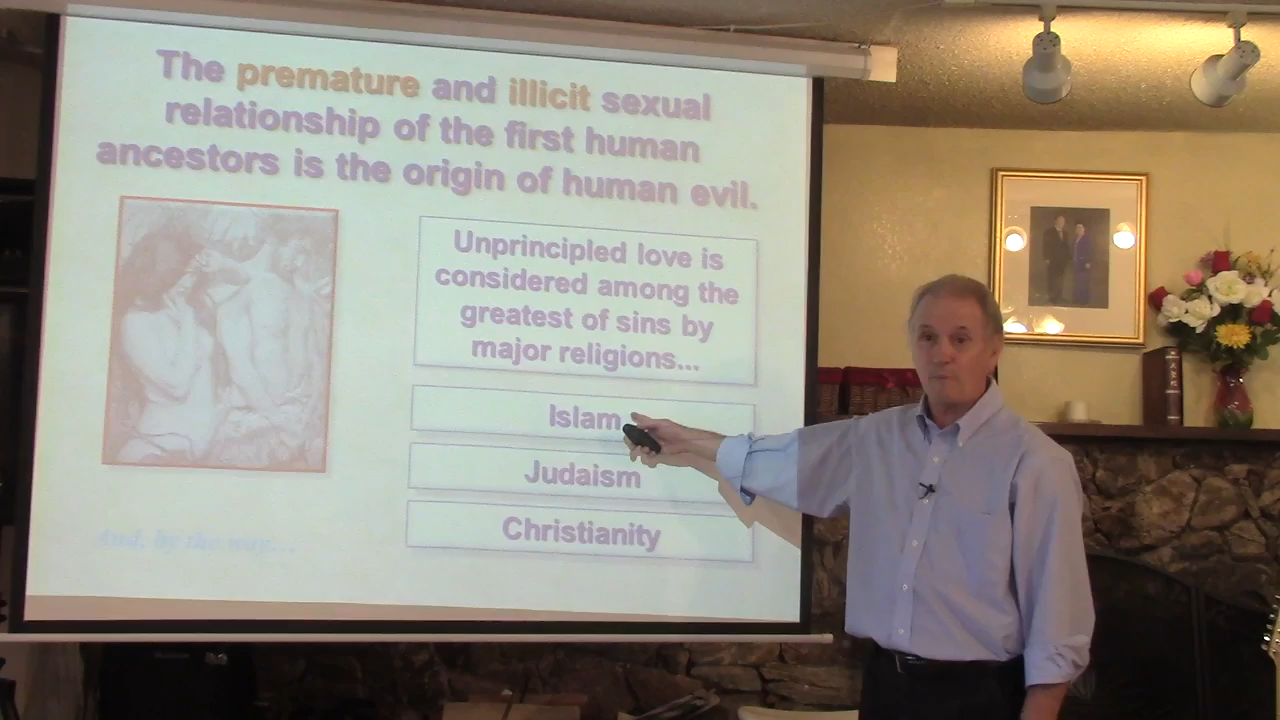 The premature and illicit sexual
relationship of the first human
ancestors is the origin of human evil.
Unprincipled love is
considered among the
greatest of sins by
major religions...
Islam
Judaism
Christianity
And, by the way...